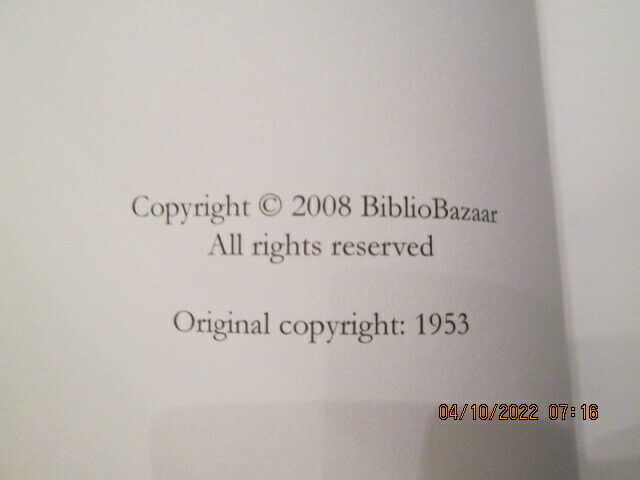 Copyright © 2008 BiblioBazaar
All rights reserved
Original copyright: 1953
04/10/2022 07:16